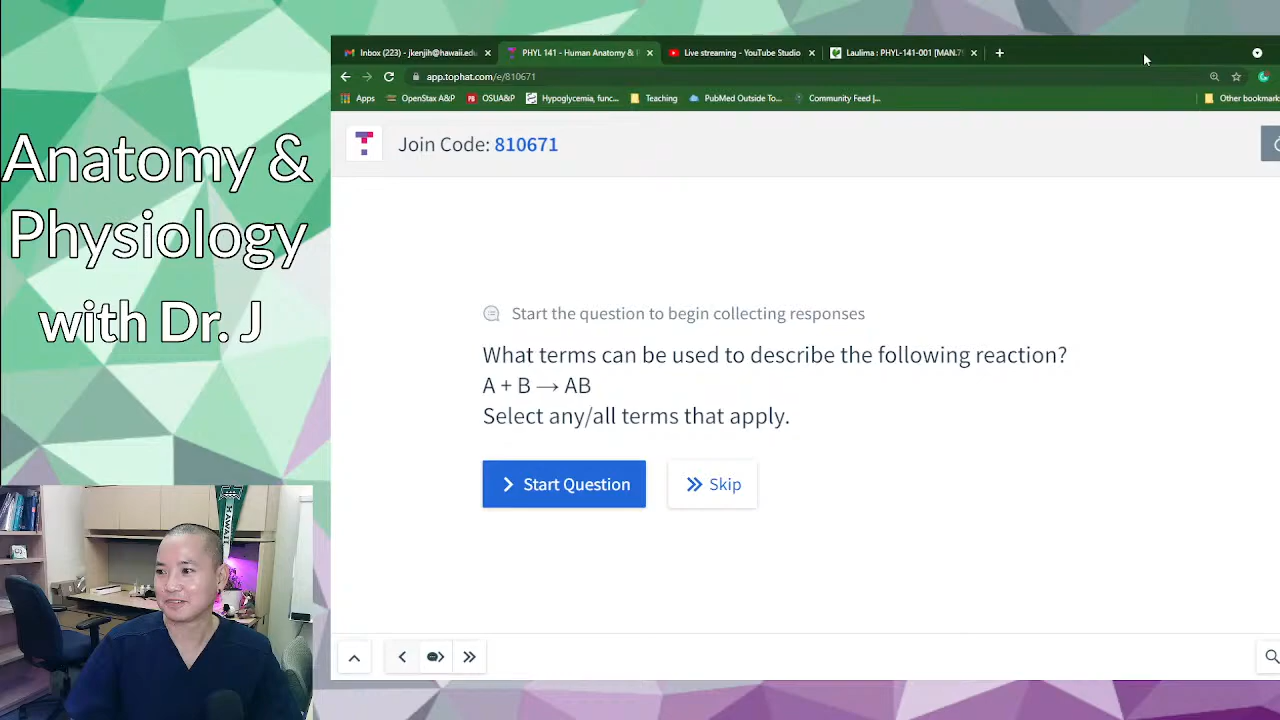 Anatomy &
Physiology
with Dr. J
Inbox (223) - jkenjih@hawaii.edu
PHYL 141 - Human Anatomy &
Live streaming - YouTube Studio
Laulima : PHYL-141-001 [MAN.
app.tophat.com/e/810671
Apps
OpenStax A&P
OSUA&P
Hypoglycemia, func...
Teaching
PubMed Outside To...
Community Feed |...
Other bookmark
Join Code: 810671
Start the question to begin collecting responses
What terms can be used to describe the following reaction?
A + B → AB
Select any/all terms that apply.
Start Question
Skip
HAWAII